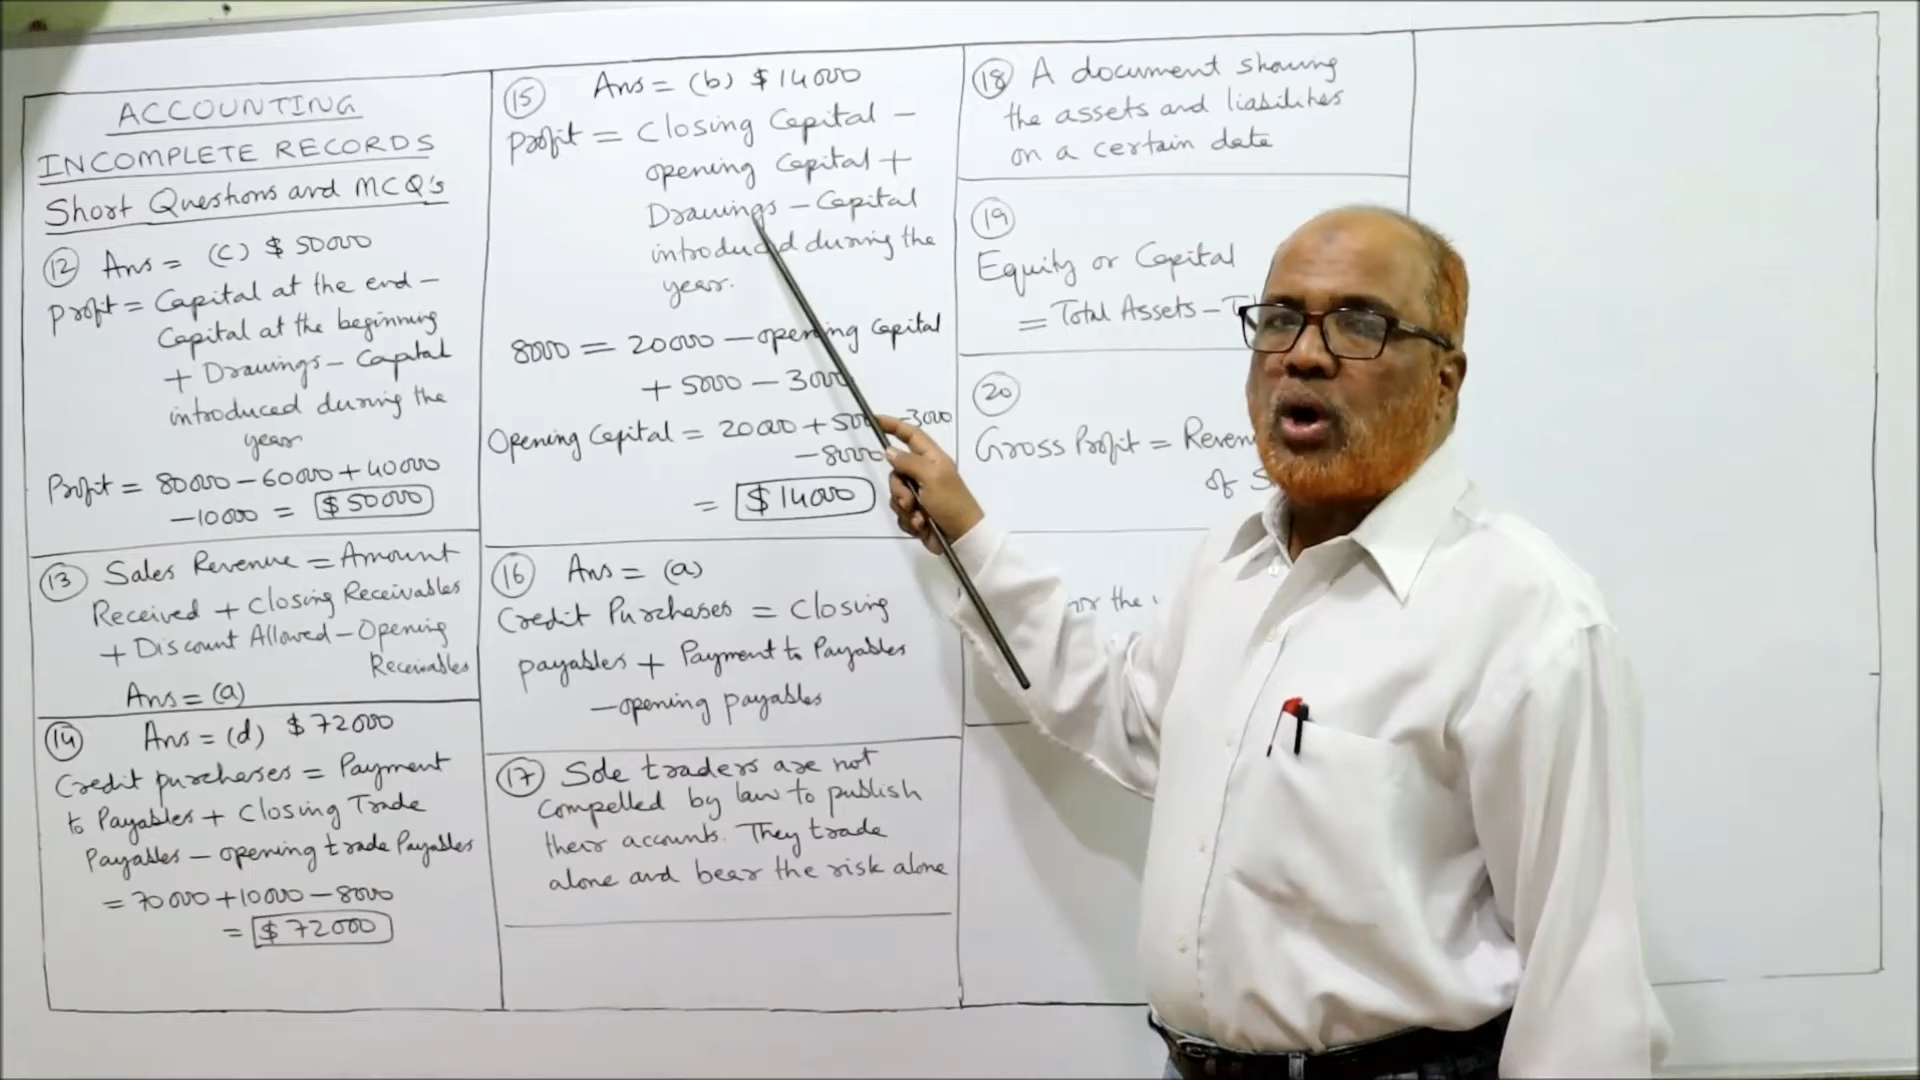 ACCOUNTING
INCOMPLETE RECORDS
Short Questions and MCQ's
12 Ans = (c) $ 50000
Profit = Capital at the end -
Capital at the beginning
+ Drawings - Capital
introduced during the
year
Profit = 80000 - 60000 + 40000
- 10000 = $ 50000
13 Sales Revenue = Amount
Received + Closing Receivables
+ Discount Allowed - Opening
Receivables
Ans = (a)
14 Ans = (d) $ 72000
Credit purchases = Payment
to Payables + Closing Trade
Payables - opening trade Payables
= 70000 + 10000 - 8000
= $ 72000
15 Ans = (b) $ 14000
Profit = Closing Capital -
opening Capital +
Drawings - Capital
introduced during the
year.
8000 = 20000 - opening Capital
+ 5000 - 3000
Opening Capital = 20000 + 5000 - 3000
- 8000
= $ 14000
16 Ans = (a)
Credit Purchases = Closing
payables + Payment to Payables
- opening payables
17 Sole traders are not
compelled by law to publish
their accounts. They trade
alone and bear the risk alone
18 A document showing
the assets and liabilities
on a certain date
19
Equity or Capital
= Total Assets -
20
Gross Profit =
of
or the